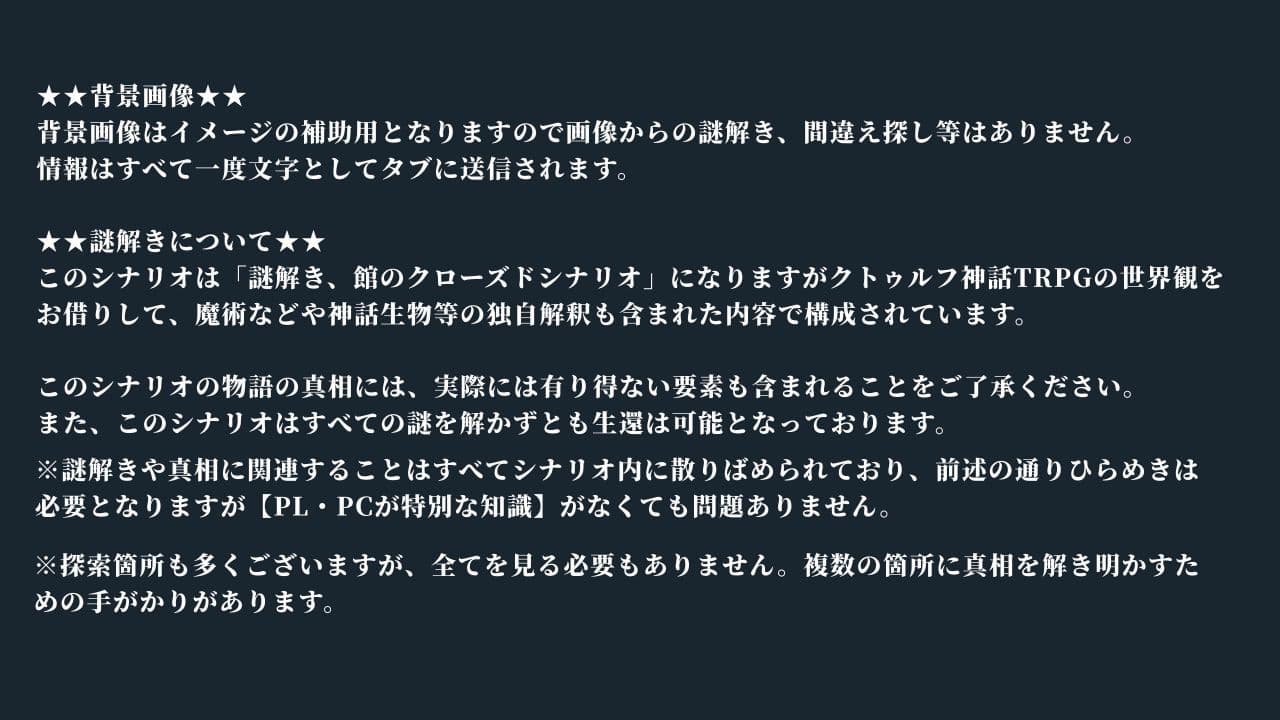 ★★背景画像★★
背景画像はイメージの補助用となりますので画像からの謎解き、間違え探し等はありません。
情報はすべて一度文字としてタブに送信されます。
★★謎解きについて★★
このシナリオは「謎解き、館のクローズドシナリオ」になりますがクトゥルフ神話TRPGの世界観を
お借りして、魔術などや神話生物等の独自解釈も含まれた内容で構成されています。
このシナリオの物語の真相には、実際には有り得ない要素も含まれることをご了承ください。
また、このシナリオはすべての謎を解かずとも生還は可能となっております。
※謎解きや真相に関連することはすべてシナリオ内に散りばめられており、前述の通りひらめきは
必要となりますが【PL・PCが特別な知識】がなくても問題ありません。
※探索箇所も多くございますが、全てを見る必要もありません。複数の箇所に真相を解き明かすた
めの手がかりがあります。